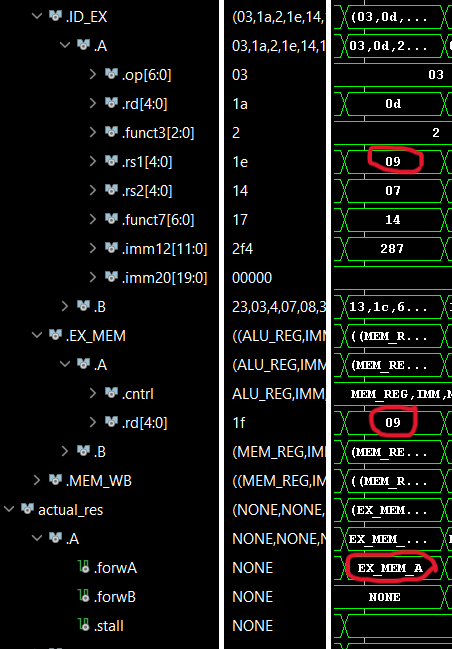 .ID_EX (03,1a,2,1e,14, (03,0d,...
.A 03,1a,2,1e,14,1 03,0d,2...
.op[6:0] 03 03
.rd[4:0] 1a 0d
.funct3[2:0] 2 2
.rs1[4:0] 1e 09
.rs2[4:0] 14 07
.funct7[6:0] 17 14
.imm12[11:0] 2f4 287
.imm20[19:0] 00000
.B 23,03,4,07,08,3 13,1c,6...
.EX_MEM ((ALU_REG,IMM ((MEM_R...
.A (ALU_REG,IMM, (MEM_RE...
.cntrl ALU_REG,IMM, MEM_REG,IMM,N
.rd[4:0] 1f 09
.B (MEM_REG,IM (MEM_RE...
.MEM_WB ((MEM_REG,IM ((MEM_R...
actual_res (NONE,NONE, (EX_MEM...
.A NONE,NONE,N EX_MEM_...
.forwA NONE EX_MEM_A
.forwB NONE NONE
.stall NONE